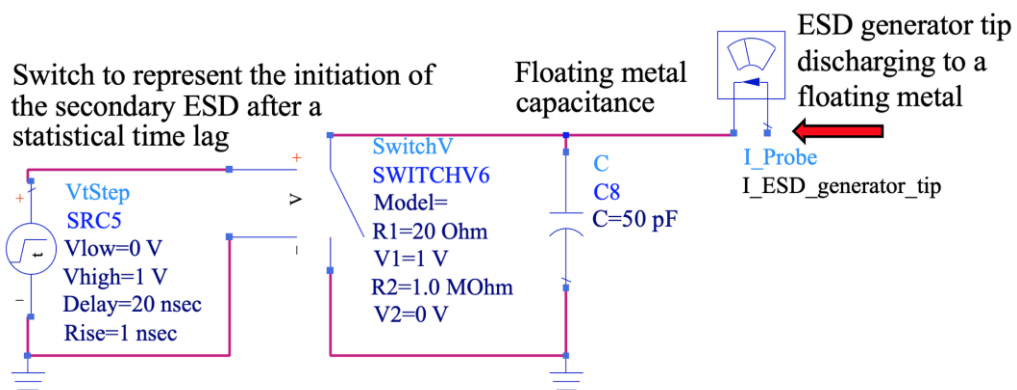 Switch to represent the initiation of
the secondary ESD after a
statistical time lag
Floating metal
capacitance
ESD generator tip
discharging to a
floating metal
+
VtStep
SRC5
Vlow=0 V
Vhigh=1 V
Delay=20 nsec
Rise=1 nsec
−
t
+
V
−
SwitchV
SWITCHV6
Model=
R1=20 Ohm
V1=1 V
R2=1.0 MOhm
V2=0 V
C
C8
C=50 pF
I_Probe
I_ESD_generator_tip